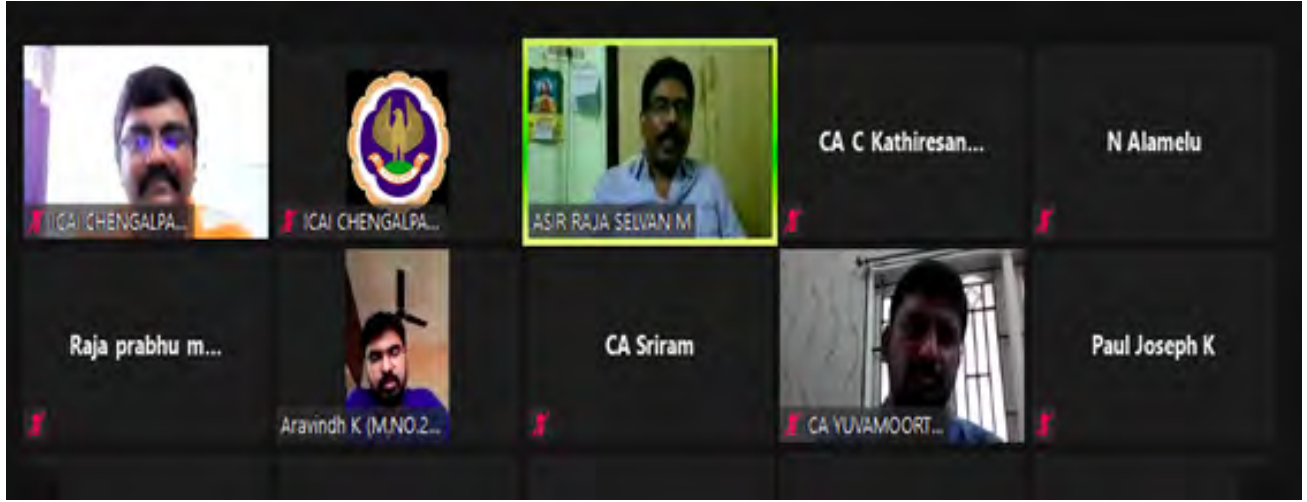 ICAI CHENGALPA...
ICAI CHENGALPA...
ASIR RAJA SELVAN M
CA C Kathiresan...
N Alamelu
Raja prabhu m...
Aravindh K (M.NO.2...
CA Sriram
CA YUVAMOORT...
Paul Joseph K